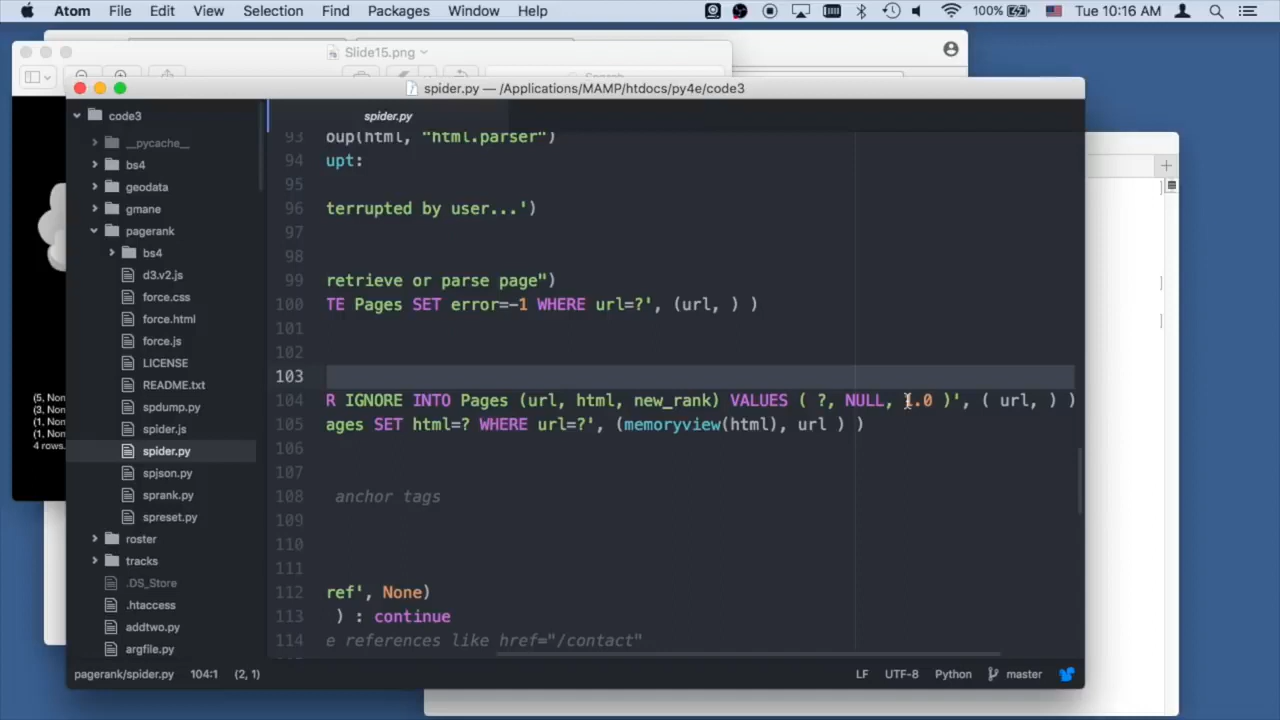 Atom File Edit View Selection Find Packages Window Help 100% Tue 10:16 AM
Slide15.png
spider.py — /Applications/MAMP/htdocs/py4e/code3
code3
__pycache__
bs4
geodata
gmane
pagerank
bs4
d3.v2.js
force.css
force.html
force.js
LICENSE
README.txt
spdump.py
spider.js
spider.py
spjson.py
sprank.py
spreset.py
roster
tracks
.DS_Store
.htaccess
addtwo.py
argfile.py
spider.py
93 oup(html, "html.parser")
94 upt:
95
96 terrupted by user...')
97
98
99 retrieve or parse page")
100 TE Pages SET error=-1 WHERE url=?', (url, ) )
101
102
103
104 R IGNORE INTO Pages (url, html, new_rank) VALUES ( ?, NULL, 1.0 )', ( url, ) )
105 ages SET html=? WHERE url=?', (memoryview(html), url ) )
106
107
108 anchor tags
109
110
111
112 ref', None)
113 ) : continue
114 e references like href="/contact"
(5, Non
(3, Non
(1, Non
(1, Non
4 rows.
pagerank/spider.py 104:1 (2, 1) LF UTF-8 Python master